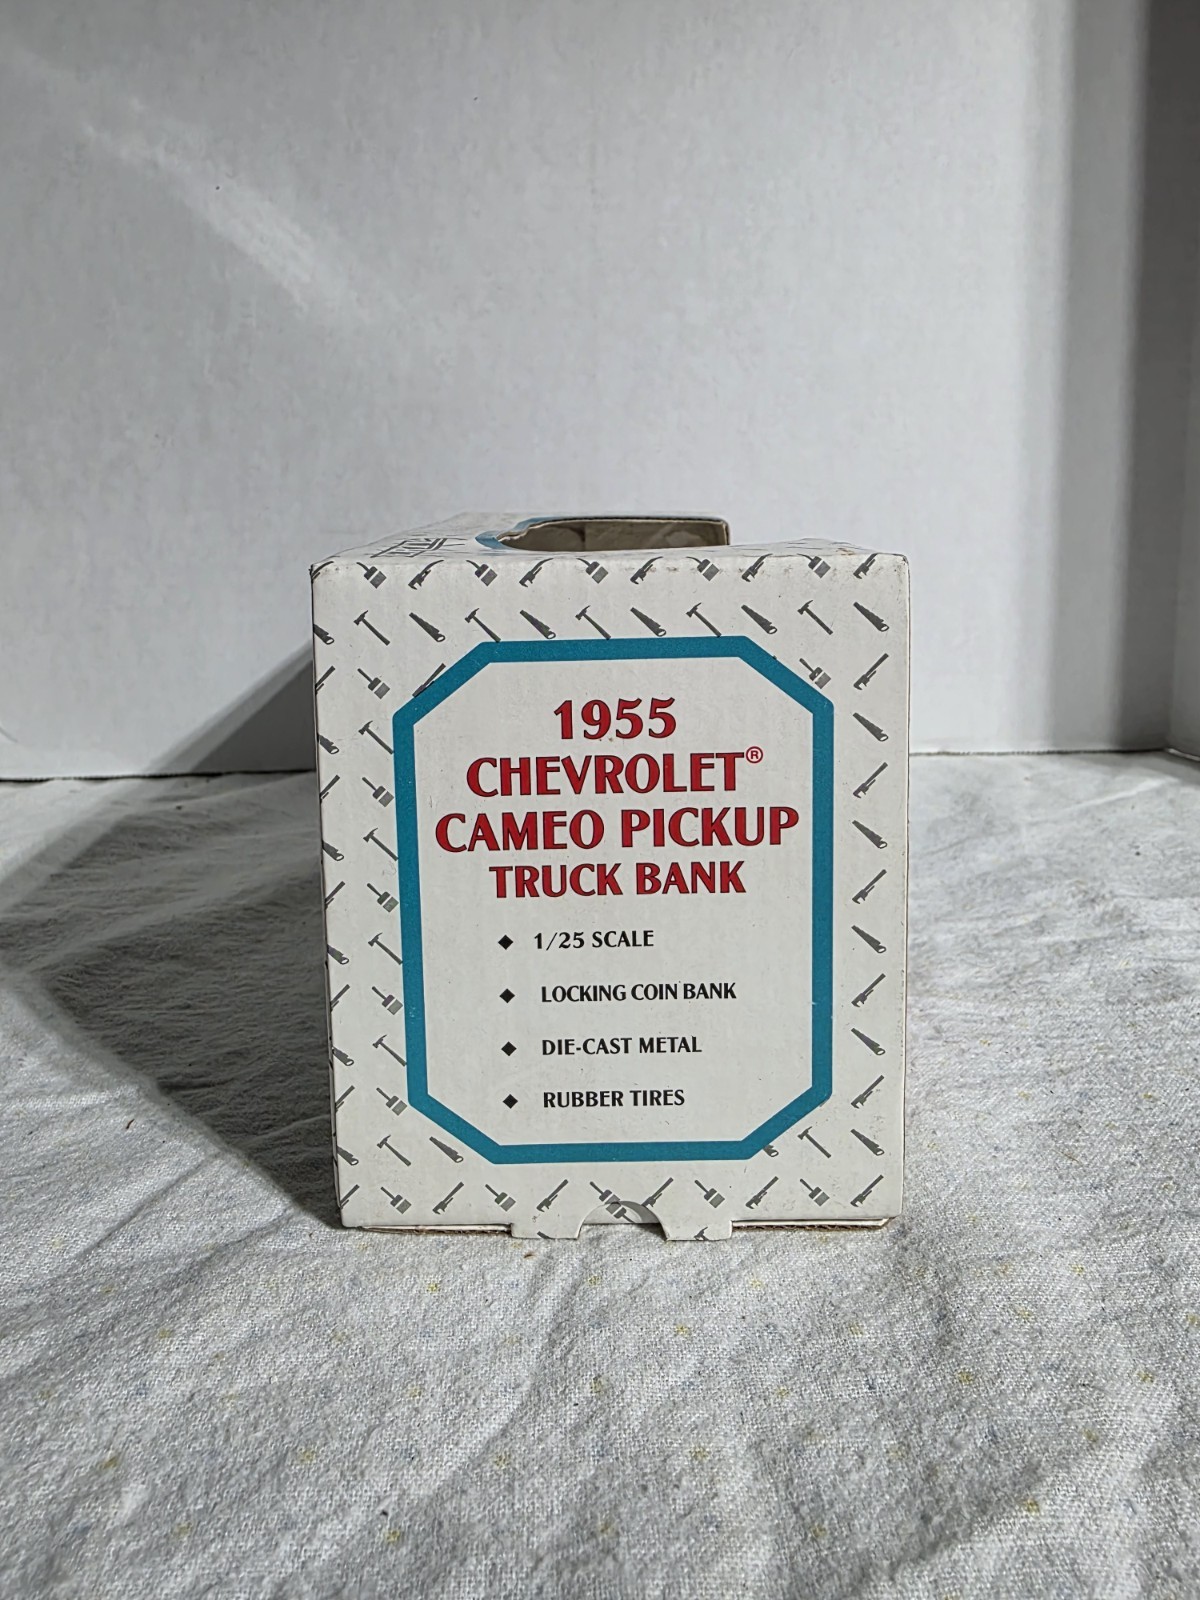 1955
CHEVROLET®
CAMEO PICKUP
TRUCK BANK
◆ 1/25 SCALE
◆ LOCKING COIN BANK
◆ DIE-CAST METAL
◆ RUBBER TIRES